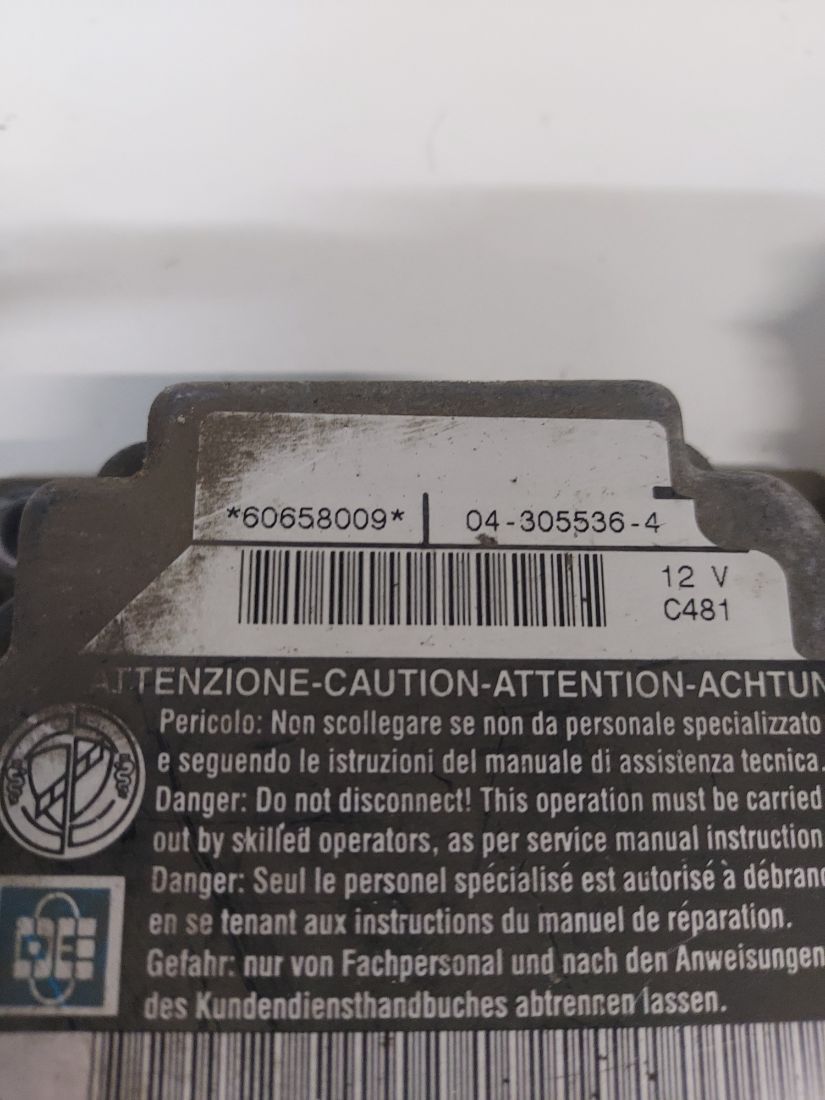 *60658009* 04-305536-4
12 V
C481
ATTENZIONE-CAUTION-ATTENTION-ACHTUN
Pericolo: Non scollegare se non da personale specializzato
e seguendo le istruzioni del manuale di assistenza tecnica.
Danger: Do not disconnect! This operation must be carried
out by skilled operators, as per service manual instruction
Danger: Seul le personel spécialisé est autorisé à débranc
en se tenant aux instructions du manuel de réparation.
Gefahr: nur von Fachpersonal und nach den Anweisungen
des Kundendiensthandbuches abtrennen lassen.